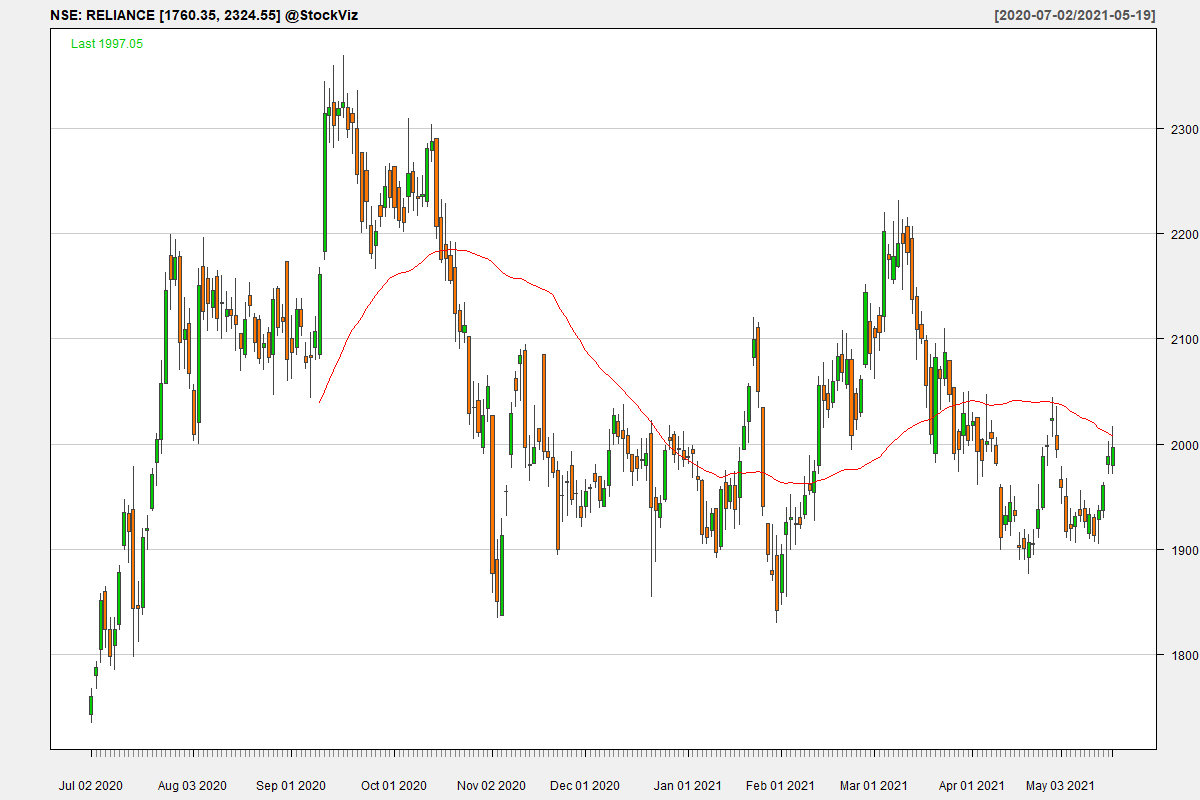 NSE: RELIANCE [1760.35, 2324.55] @StockViz
[2020-07-02/2021-05-19]
Last 1997.05
2300
2200
2100
2000
1900
1800
Jul 02 2020
Aug 03 2020
Sep 01 2020
Oct 01 2020
Nov 02 2020
Dec 01 2020
Jan 01 2021
Feb 01 2021
Mar 01 2021
Apr 01 2021
May 03 2021